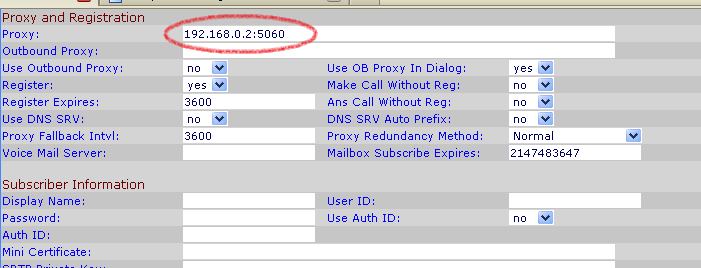 Proxy and Registration
Proxy: 192.168.0.2:5060
Outbound Proxy:
Use Outbound Proxy: no Use OB Proxy In Dialog: yes
Register: yes Make Call Without Reg: no
Register Expires: 3600 Ans Call Without Reg: no
Use DNS SRV: no DNS SRV Auto Prefix: no
Proxy Fallback Intvl: 3600 Proxy Redundancy Method: Normal
Voice Mail Server: Mailbox Subscribe Expires: 2147483647
Subscriber Information
Display Name: User ID:
Password: Use Auth ID: no
Auth ID:
Mini Certificate:
SRTP Private Key: